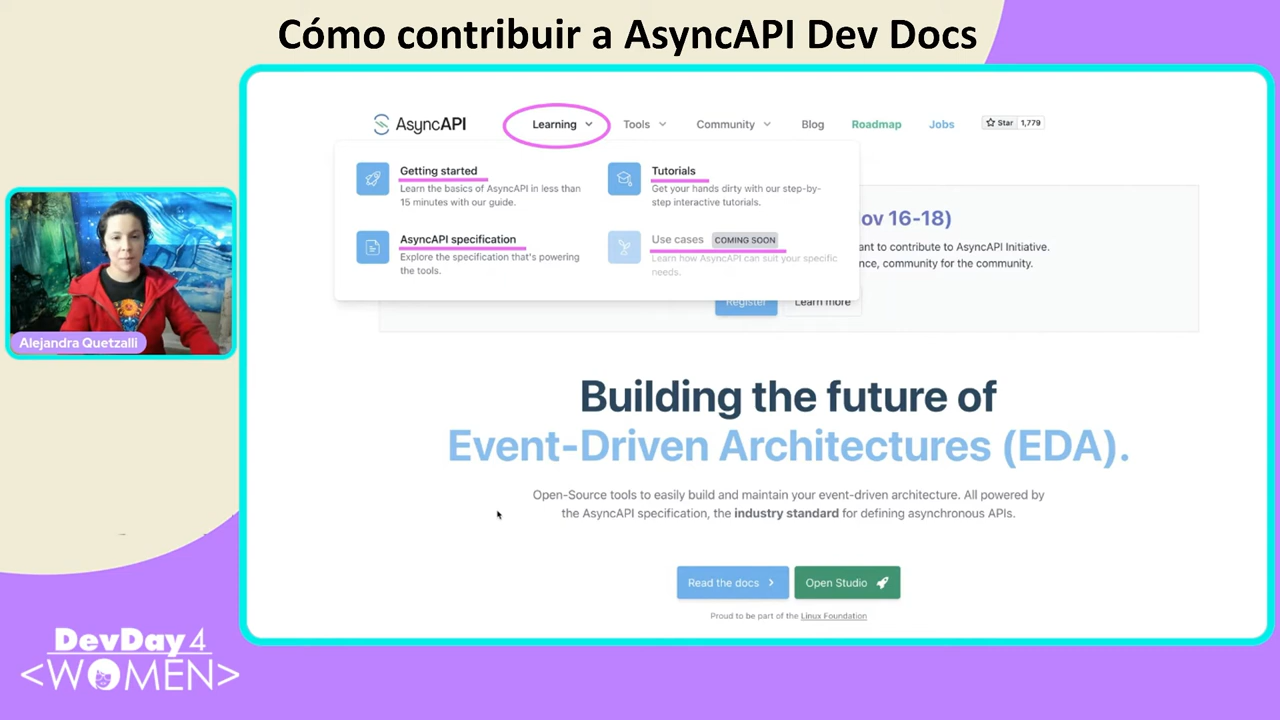 Cómo contribuir a AsyncAPI Dev Docs
AsyncAPI
Learning
Tools
Community
Blog
Roadmap
Jobs
Star 1,779
Getting started
Learn the basics of AsyncAPI in less than
15 minutes with our guide.
Tutorials
Get your hands dirty with our step-by-
step interactive tutorials.
AsyncAPI specification
Explore the specification that's powering
the tools.
Use cases COMING SOON
Learn how AsyncAPI can suit your specific
needs.
ov 16-18)
ant to contribute to AsyncAPI Initiative.
nce, community for the community.
Register
Learn more
Alejandra Quetzalli
Building the future of
Event-Driven Architectures (EDA).
Open-Source tools to easily build and maintain your event-driven architecture. All powered by
the AsyncAPI specification, the industry standard for defining asynchronous APIs.
Read the docs
Open Studio
Proud to be part of the Linux Foundation
DevDay 4
<WOMEN>